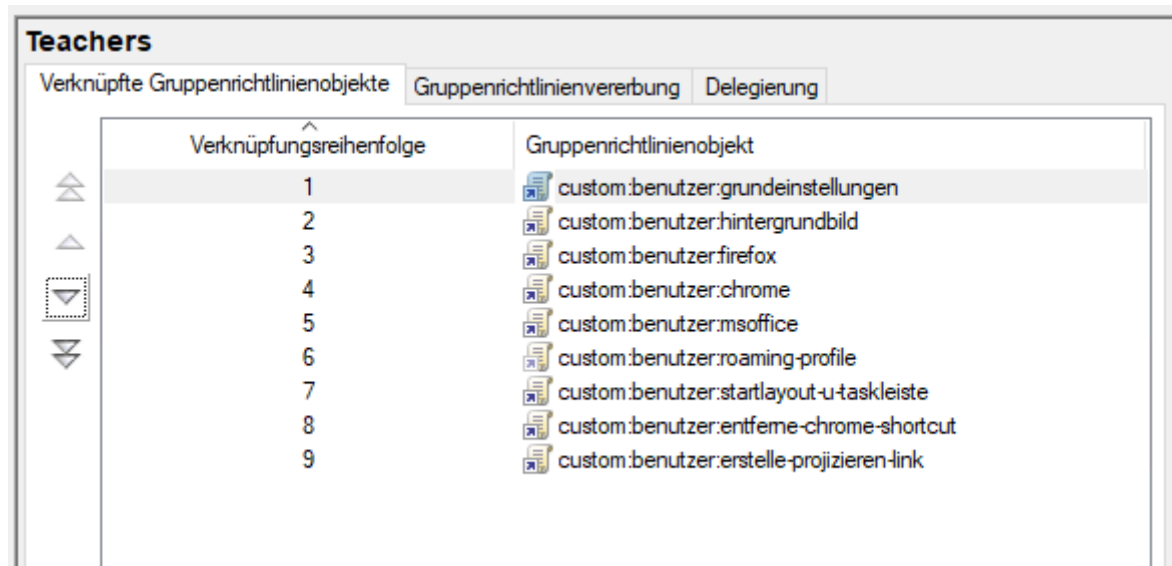 Teachers
Verknüpfte Gruppenrichtlinienobjekte Gruppenrichtlinienvererbung Delegierung
Verknüpfungsreihenfolge Gruppenrichtlinienobjekt
1 custom:benutzer:grundeinstellungen
2 custom:benutzer:hintergrundbild
3 custom:benutzer:firefox
4 custom:benutzer:chrome
5 custom:benutzer:msoffice
6 custom:benutzer:roaming-profile
7 custom:benutzer:startlayout-u-taskleiste
8 custom:benutzer:entferne-chrome-shortcut
9 custom:benutzer:erstelle-projizieren-link